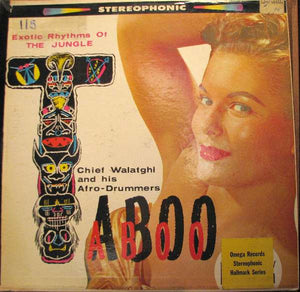 STEREOPHONIC
115
Exotic Rhythms Of
THE JUNGLE
Chief Walatghi
and his
Afro-Drummers
TABOO
ABOO
Omega Records
Stereophonic
Hallmark Series